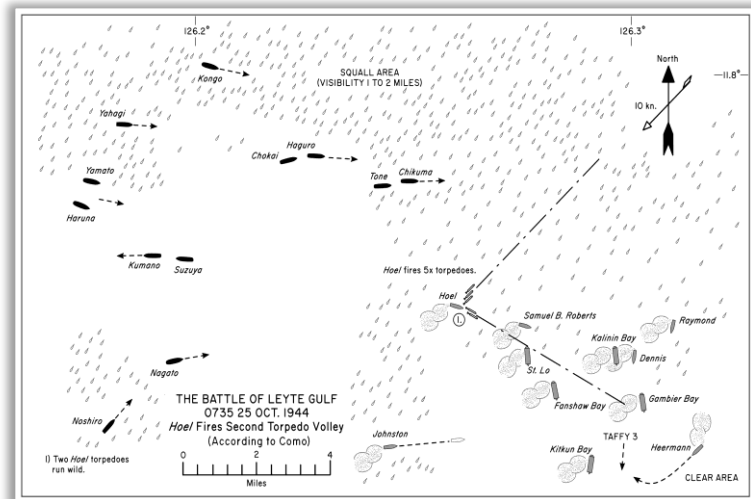 126.2°
126.3°
11.8°
North
10 kn.
SQUALL AREA
(VISIBILITY 1 TO 2 MILES)
Kongo
Yahagi
Haguro
Chokai
Tone
Chikuma
Yamato
Haruna
Kumano
Suzuya
Hoel fires 5x torpedoes.
Hoel
1.
Samuel B. Roberts
Raymond
Kalinin Bay
Dennis
St. Lo
Fanshaw Bay
Gambier Bay
Nagato
Noshiro
THE BATTLE OF LEYTE GULF
0735 25 OCT. 1944
Hoel Fires Second Torpedo Volley
(According to Como)
0 1 2 3 4
Miles
1) Two Hoel torpedoes
run wild.
Johnston
TAFFY 3
Kitkun Bay
Heermann
CLEAR AREA